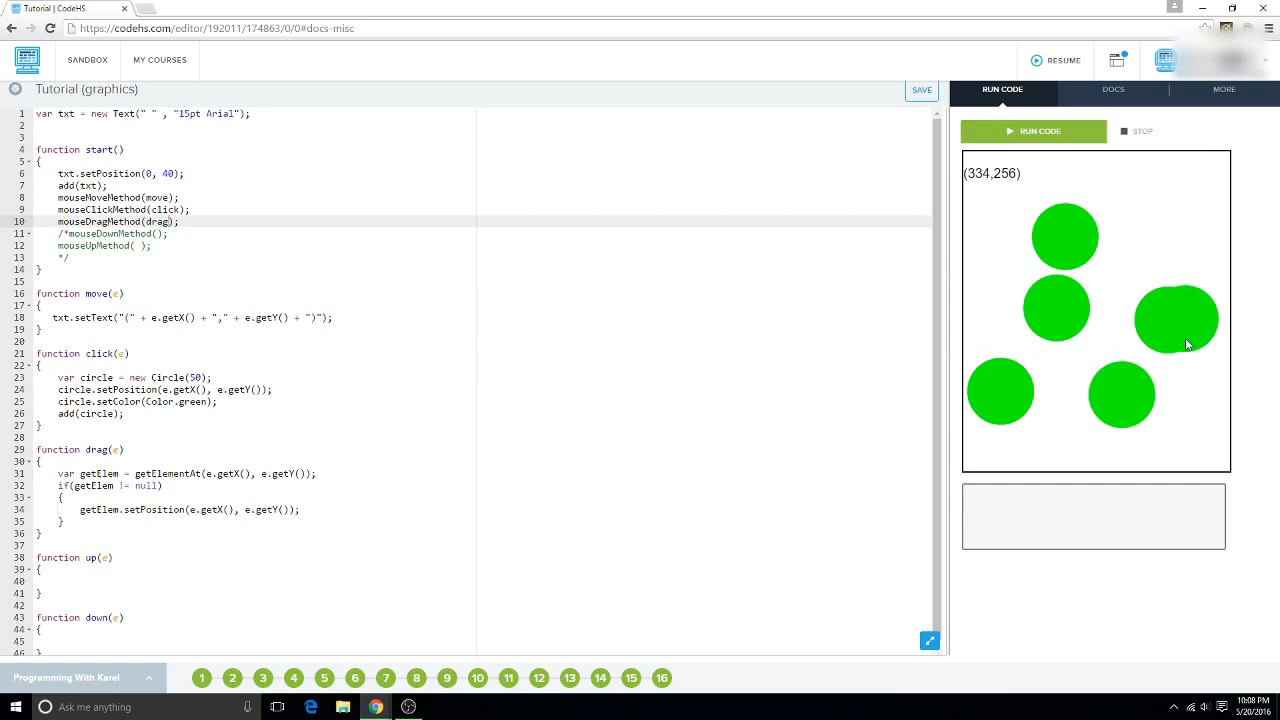 Tutorial | CodeHS
https://codehs.com/editor/192011/174863/0/0#docs-misc
SANDBOX MY COURSES RESUME
Tutorial (graphics) SAVE RUN CODE DOCS MORE
RUN CODE STOP
1 var txt = new Text(" " , "15pt Arial");
2
3
4 function start()
5 {
6 txt.setPosition(0, 40);
7 add(txt);
8 mouseMoveMethod(move);
9 mouseClickMethod(click);
10 mouseDragMethod(drag);
11 /*mouseDownMethod();
12 mouseUpMethod( );
13 */
14 }
15
16 function move(e)
17 {
18 txt.setText("(" + e.getX() + "," + e.getY() + ")");
19 }
20
21 function click(e)
22 {
23 var circle = new Circle(50);
24 circle.setPosition(e.getX(), e.getY());
25 circle.setColor(Color.green);
26 add(circle);
27 }
28
29 function drag(e)
30 {
31 var getElem = getElementAt(e.getX(), e.getY());
32 if(getElem != null)
33 {
34 getElem.setPosition(e.getX(), e.getY());
35 }
36 }
37
38 function up(e)
39 {
40
41 }
42
43 function down(e)
44 {
45
46 }
(334,256)
Programming With Karel 1 2 3 4 5 6 7 8 9 10 11 12 13 14 15 16
Ask me anything
10:08 PM
5/20/2016